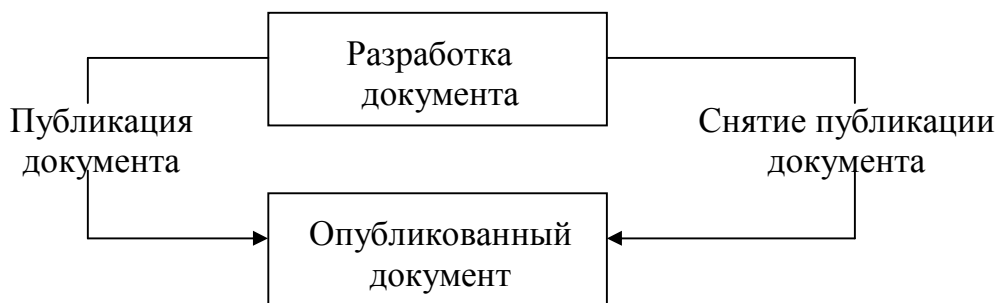 Разработка
документа
Публикация
документа
Снятие публикации
документа
Опубликованный
документ